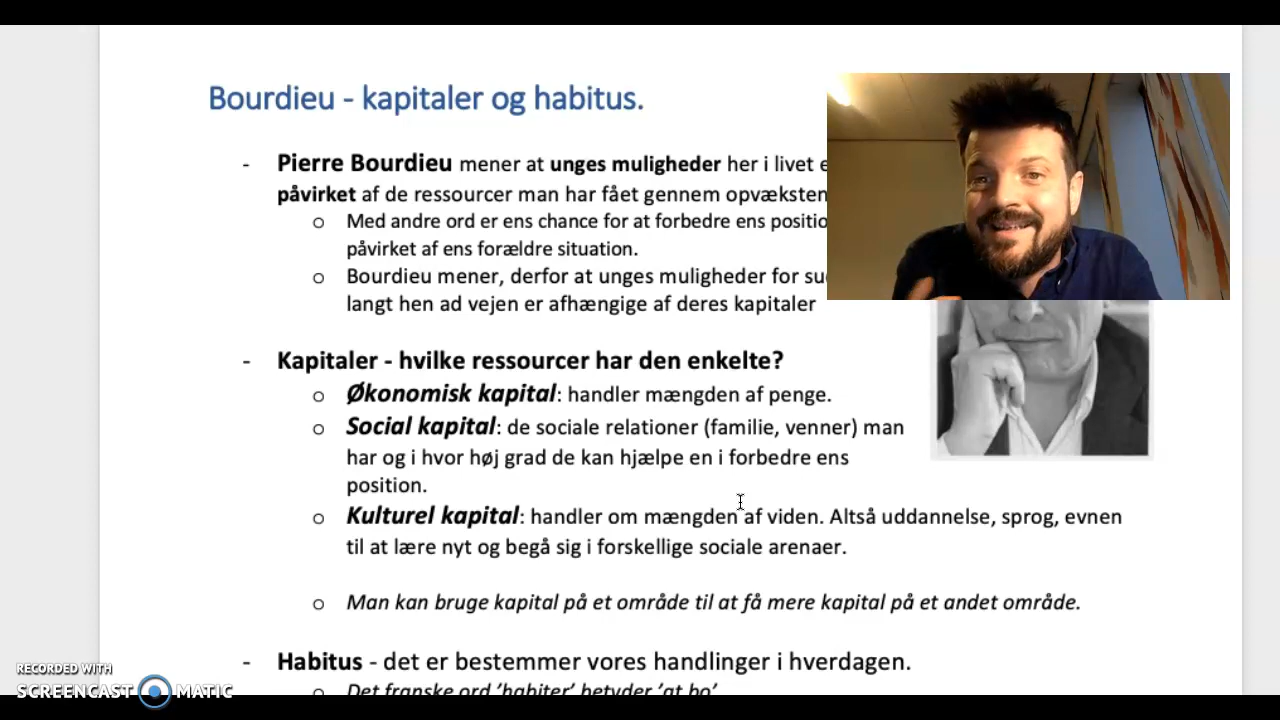 Bourdieu - kapitaler og habitus.
- Pierre Bourdieu mener at unges muligheder her i livet
påvirket af de ressourcer man har fået gennem opvæksten
o Med andre ord er ens chance for at forbedre ens
påvirket af ens forældre situation.
o Bourdieu mener, derfor at unges muligheder for
langt hen ad vejen er afhængige af deres kapitaler
- Kapitaler - hvilke ressourcer har den enkelte?
o Økonomisk kapital: handler mængden af penge.
o Social kapital: de sociale relationer (familie, venner) man
har og i hvor høj grad de kan hjælpe en i forbedre ens
position.
o Kulturel kapital: handler om mængden af viden. Altså uddannelse, sprog, evnen
til at lære nyt og begå sig i forskellige sociale arenaer.
o Man kan bruge kapital på et område til at få mere kapital på et andet område.
- Habitus - det er bestemmer vores handlinger i hverdagen.
o Det franske ord 'habiter' betyder 'at bo'
RECORDED WITH
SCREENCAST MATIC